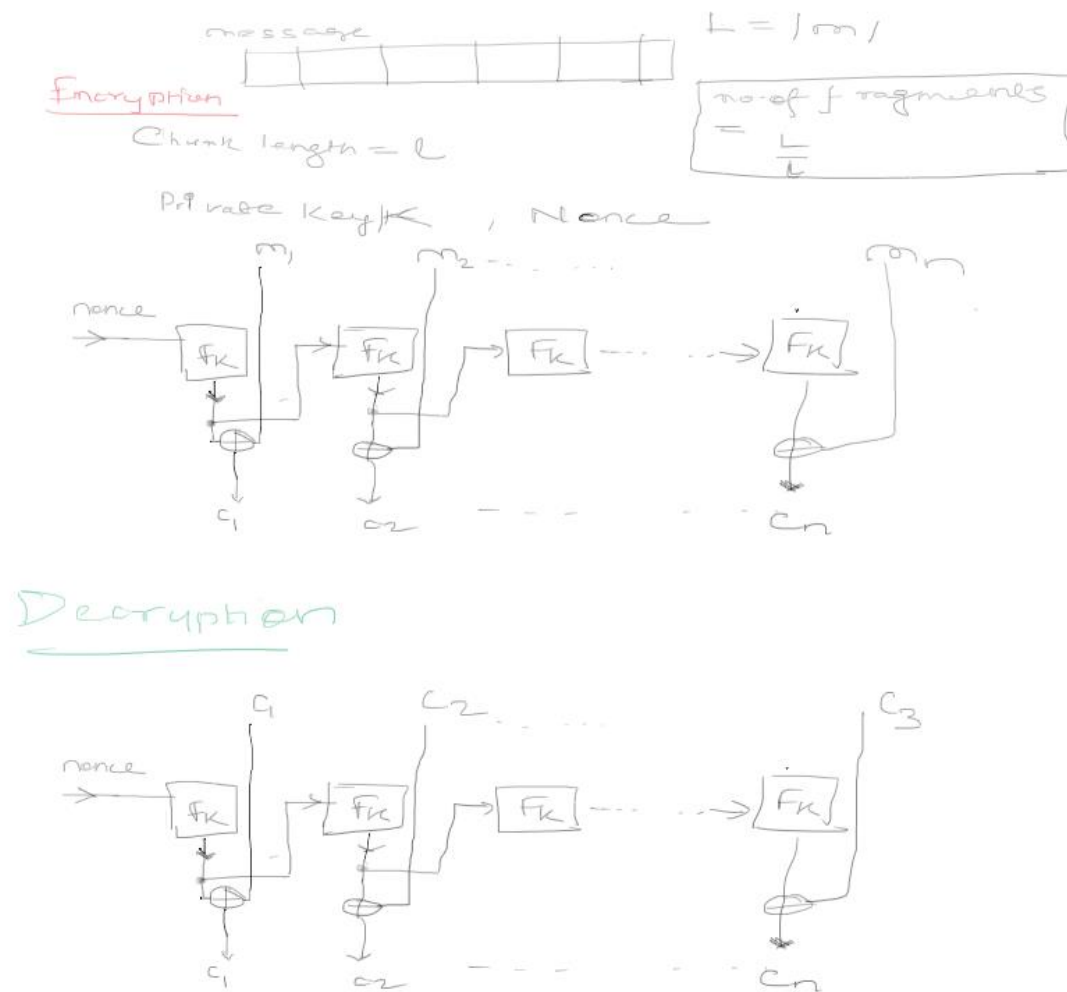 message
L = |m|
Encryption
no. of fragments
= L/L
Chunk length = l
Private Key, K , Nonce
m1 m2 - - - - - - - mn
nonce
FK FK FK - - - - - - FK
c1 c2 - - - - - - - cn
Decryption
C1 C2 - - - - - - - C3
nonce
FK FK FK - - - - - - FK
c1 c2 - - - - - - - cn